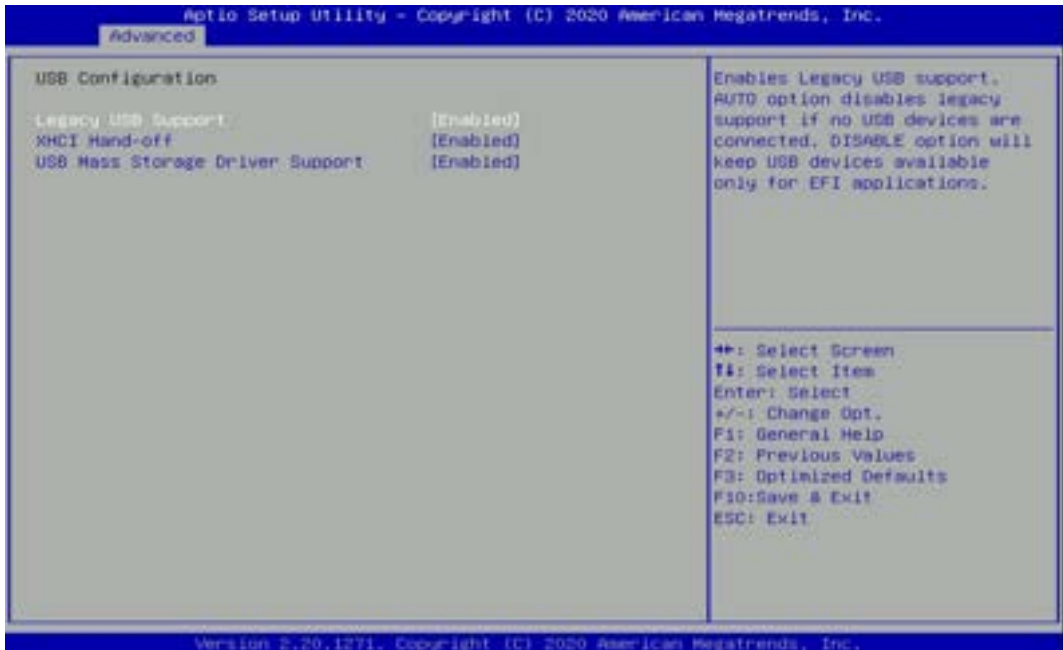 Aptio Setup Utility - Copyright (C) 2020 American Megatrends, Inc.
Advanced
USB Configuration
Legacy USB Support [Enabled]
XHCI Hand-off [Enabled]
USB Mass Storage Driver Support [Enabled]
Enables Legacy USB support.
AUTO option disables legacy
support if no USB devices are
connected. DISABLE option will
keep USB devices available
only for EFI applications.
↔: Select Screen
↑↓: Select Item
Enter: Select
+/-: Change Opt.
F1: General Help
F2: Previous Values
F3: Optimized Defaults
F10:Save & Exit
ESC: Exit
Version 2.20.1271. Copyright (C) 2020 American Megatrends, Inc.